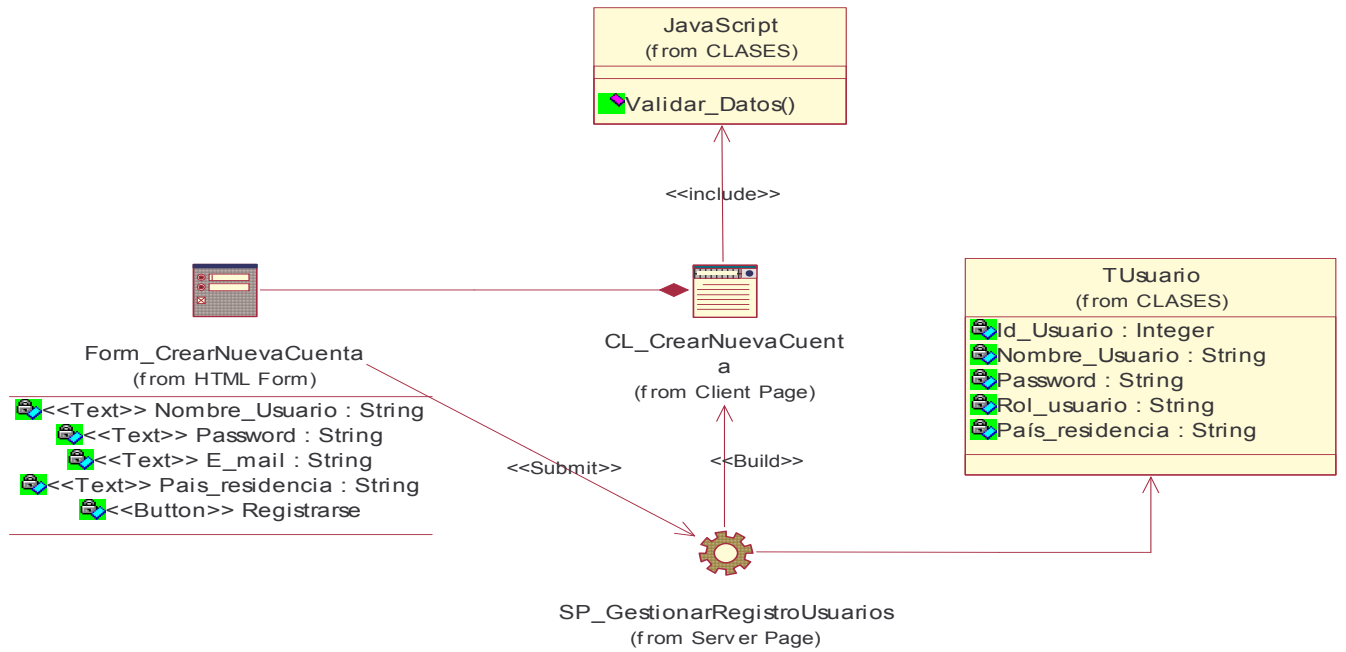 JavaScript
(from CLASES)
Validar_Datos()
<<include>>
Form_CrearNuevaCuenta
(from HTML Form)
<<Text>> Nombre_Usuario : String
<<Text>> Password : String
<<Text>> E_mail : String
<<Text>> Pais_residencia : String
<<Button>> Registrarse
CL_CrearNuevaCuent
a
(from Client Page)
TUsuario
(from CLASES)
Id_Usuario : Integer
Nombre_Usuario : String
Password : String
Rol_usuario : String
País_residencia : String
<<Submit>>
<<Build>>
SP_GestionarRegistroUsuarios
(from Server Page)